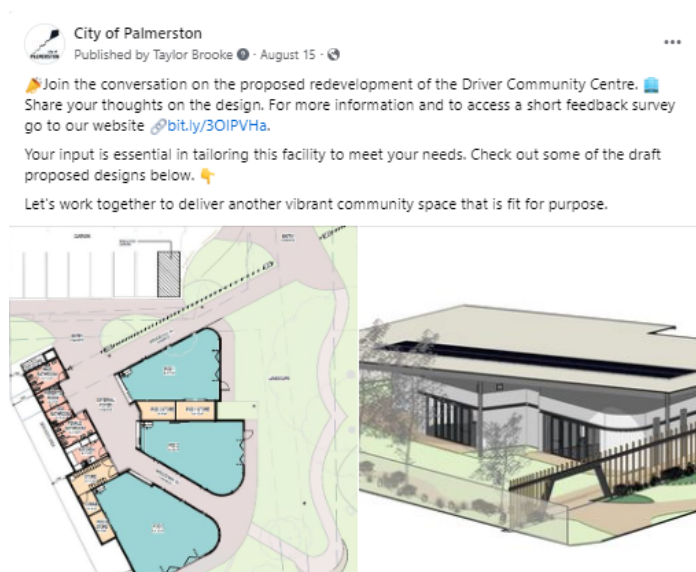 City of Palmerston
Published by Taylor Brooke · August 15 ·
Join the conversation on the proposed redevelopment of the Driver Community Centre.
Share your thoughts on the design. For more information and to access a short feedback survey
go to our website bit.ly/3OIPVHa.
Your input is essential in tailoring this facility to meet your needs. Check out some of the draft
proposed designs below.
Let's work together to deliver another vibrant community space that is fit for purpose.